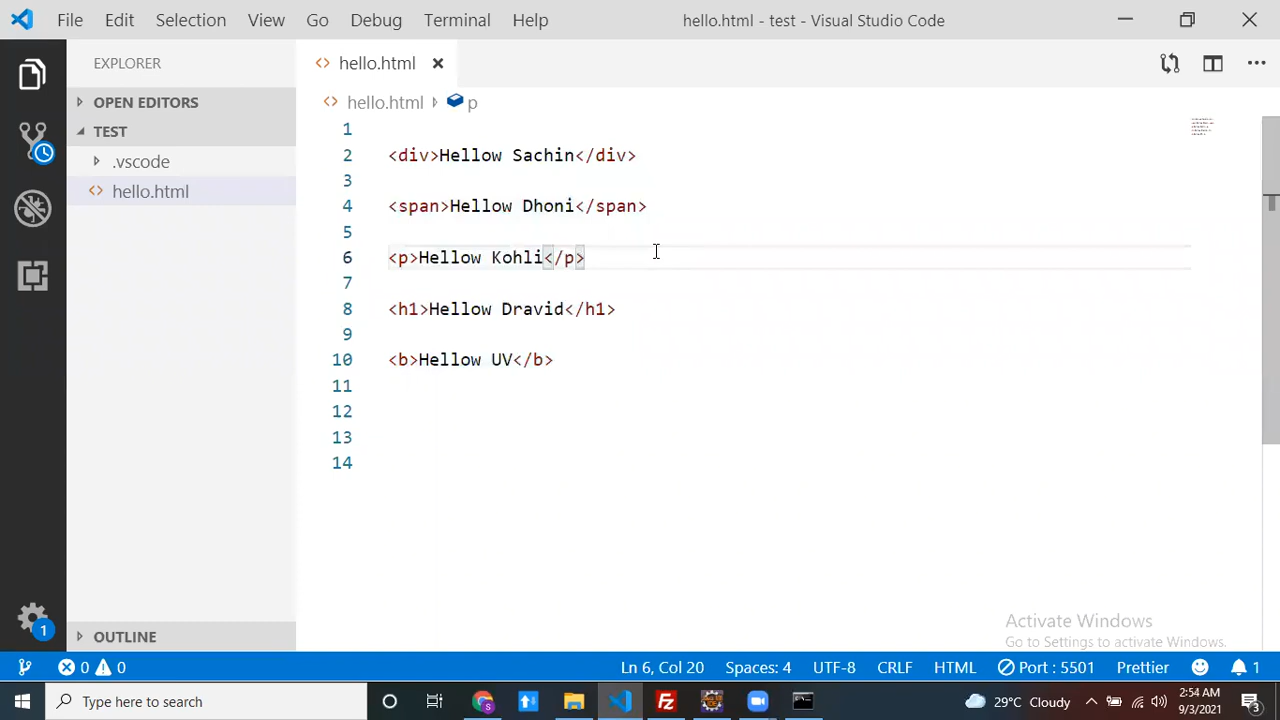 File Edit Selection View Go Debug Terminal Help hello.html - test - Visual Studio Code
EXPLORER
hello.html
OPEN EDITORS
TEST
.vscode
hello.html
OUTLINE
hello.html p
1
2 <div>Hellow Sachin</div>
3
4 <span>Hellow Dhoni</span>
5
6 <p>Hellow Kohli</p>
7
8 <h1>Hellow Dravid</h1>
9
10 <b>Hellow UV</b>
11
12
13
14
Activate Windows
Go to Settings to activate Windows.
1
0 0 Ln 6, Col 20 Spaces: 4 UTF-8 CRLF HTML Port : 5501 Prettier 1
Type here to search S Fz 29°C Cloudy 2:54 AM
9/3/2021 3